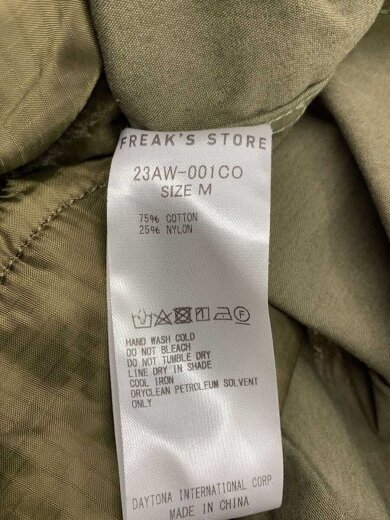 FREAK'S STORE
23AW-001CO
SIZE M
75% COTTON
25% NYLON
HAND WASH COLD
DO NOT BLEACH
DO NOT TUMBLE DRY
LINE DRY IN SHADE
COOL IRON
DRYCLEAN PETROLEUM SOLVENT
ONLY
DAYTONA INTERNATIONAL CORP.
MADE IN CHINA